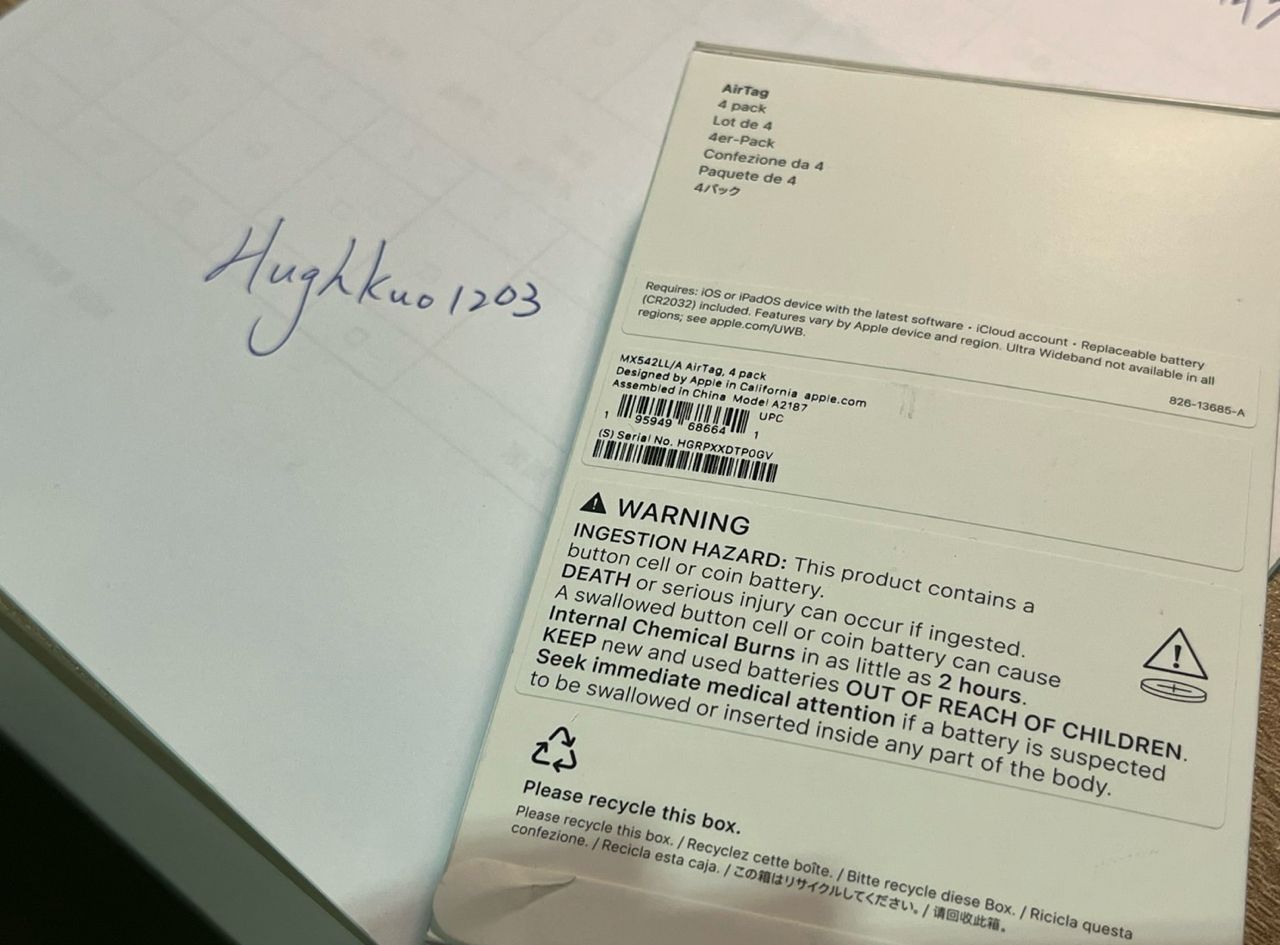 Hughkuo1203
AirTag
4 pack
Lot de 4
4er-Pack
Confezione da 4
Paquete de 4
4パック
Requires: iOS or iPadOS device with the latest software • iCloud account • Replaceable battery
(CR2032) included. Features vary by Apple device and region. Ultra Wideband not available in all
regions; see apple.com/UWB.
826-13685-A
MX542LL/A AirTag, 4 pack
Designed by Apple in California apple.com
Assembled in China Model A2187
UPC
1 95949 68664 1
(S) Serial No. HGRPXXDTP0GV
WARNING
INGESTION HAZARD: This product contains a
button cell or coin battery.
DEATH or serious injury can occur if ingested.
A swallowed button cell or coin battery can cause
Internal Chemical Burns in as little as 2 hours.
KEEP new and used batteries OUT OF REACH OF CHILDREN.
Seek immediate medical attention if a battery is suspected
to be swallowed or inserted inside any part of the body.
Please recycle this box.
Please recycle this box. / Recyclez cette boîte. / Bitte recycle diese Box. / Ricicla questa
confezione. / Recicla esta caja. / この箱はリサイクルしてください。/ 请回收此箱。